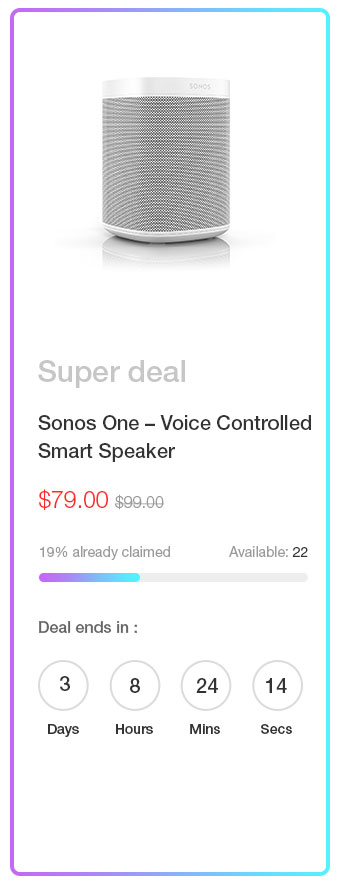 SONOS
Super deal
Sonos One – Voice Controlled
Smart Speaker
$79.00 $99.00
19% already claimed Available: 22
Deal ends in :
3 8 24 14
Days Hours Mins Secs